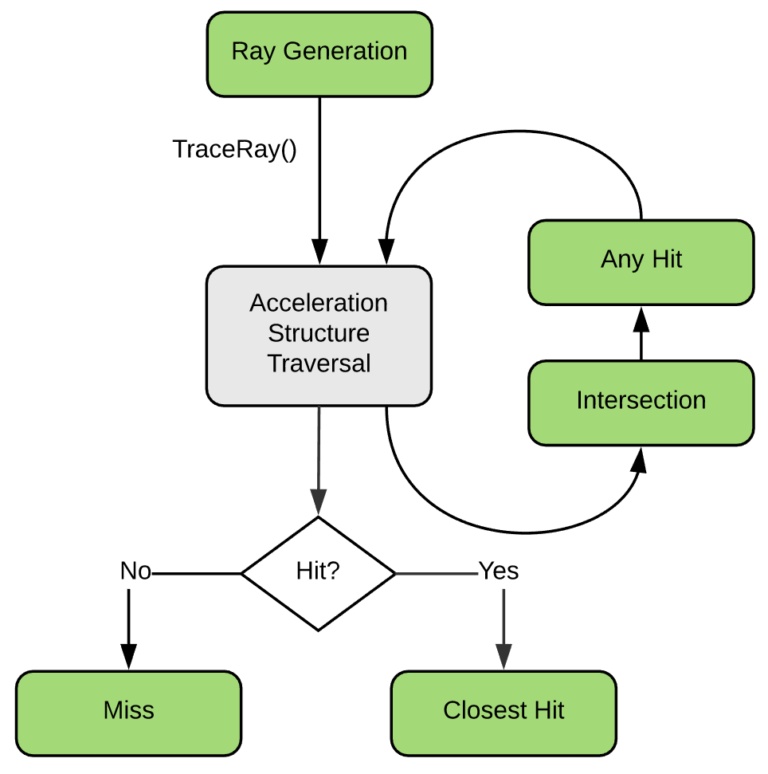 Ray Generation
TraceRay()
Any Hit
Acceleration
Structure
Traversal
Intersection
Hit?
No
Yes
Miss
Closest Hit